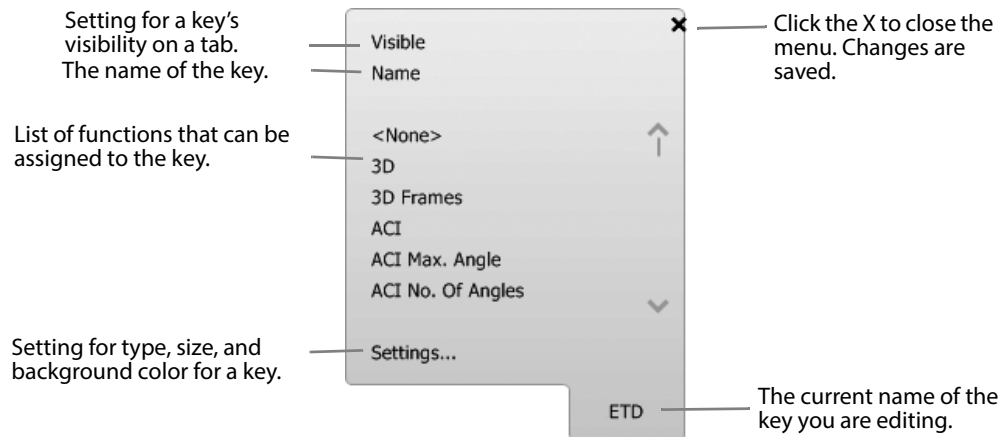 Setting for a key’s
visibility on a tab.
The name of the key.
List of functions that can be
assigned to the key.
Setting for type, size, and
background color for a key.
Visible
Name
<None>
3D
3D Frames
ACI
ACI Max. Angle
ACI No. Of Angles
Settings...
ETD
Click the X to close the
menu. Changes are
saved.
The current name of the
key you are editing.